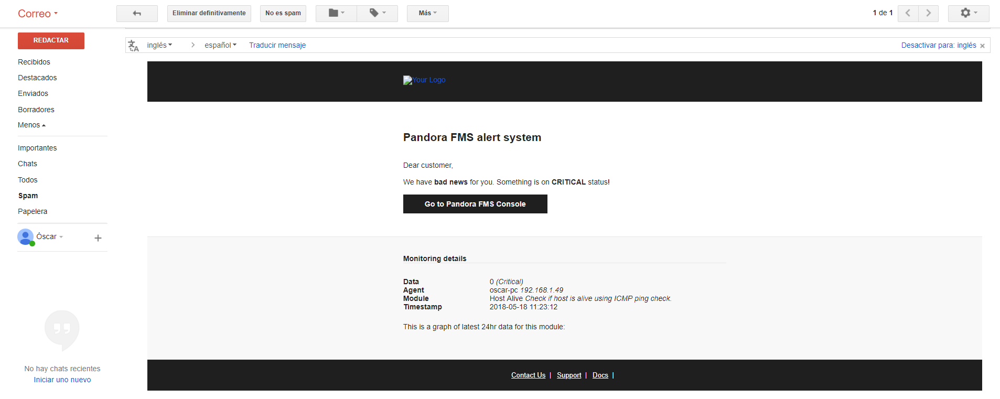 Correo
Eliminar definitivamente
No es spam
Más
1 de 1
REDACTAR
inglés
español
Traducir mensaje
Desactivar para: inglés
Recibidos
Destacados
Enviados
Borradores
Menos
Importantes
Chats
Todos
Spam
Papelera
Óscar
No hay chats recientes
Iniciar uno nuevo
Your Logo
Pandora FMS alert system
Dear customer,
We have bad news for you. Something is on CRITICAL status!
Go to Pandora FMS Console
Monitoring details
Data 0 (Critical)
Agent oscar-pc 192.168.1.49
Module Host Alive Check if host is alive using ICMP ping check.
Timestamp 2018-05-18 11:23:12
This is a graph of latest 24hr data for this module:
Contact Us | Support | Docs |